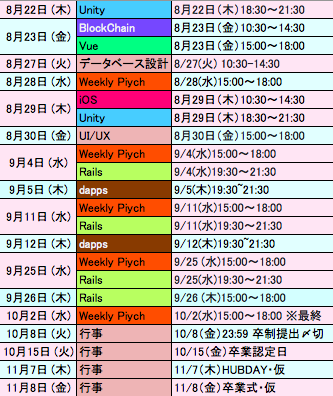 8月22日 (木) Unity 8月22日 (木)18:30~21:30
8月23日 (金) BlockChain 8月23日(金)10:30~14:30
Vue 8月23日(金)15:00~18:00
8月27日 (火) データベース設計 8/27(火) 10:30-14:30
8月28日 (水) Weekly Piych 8/28(水)15:00~18:00
8月29日 (木) iOS 8月29日 (木)10:30~14:30
Unity 8月29日 (木)18:30~21:30
8月30日 (金) UI/UX 8月30日 (金)15:00~18:00
9月4日 (水) Weekly Piych 9/4(水)15:00~18:00
Rails 9/4(水)19:30~21:30
9月5日 (木) dapps 9/5(木)19:30~21:30
9月11日 (水) Weekly Piych 9/11(水)15:00~18:00
Rails 9/11(水)19:30~21:30
9月12日 (木) dapps 9/12(木)19:30~21:30
9月25日 (水) Weekly Piych 9/25 (水)15:00~18:00
Rails 9/25(水)19:30~21:30
9月26日 (木) Rails 9/26 (木)15:00~18:00
10月2日 (水) Weekly Piych 10/2(水)15:00~18:00 ※最終
10月8日 (火) 行事 10/8(金) 23:59 卒制提出〆切
10月15日 (火) 行事 10/15(金) 卒業認定日
11月7日 (木) 行事 11/7(木) HUBDAY・仮
11月8日 (金) 行事 11/8(金) 卒業式・仮